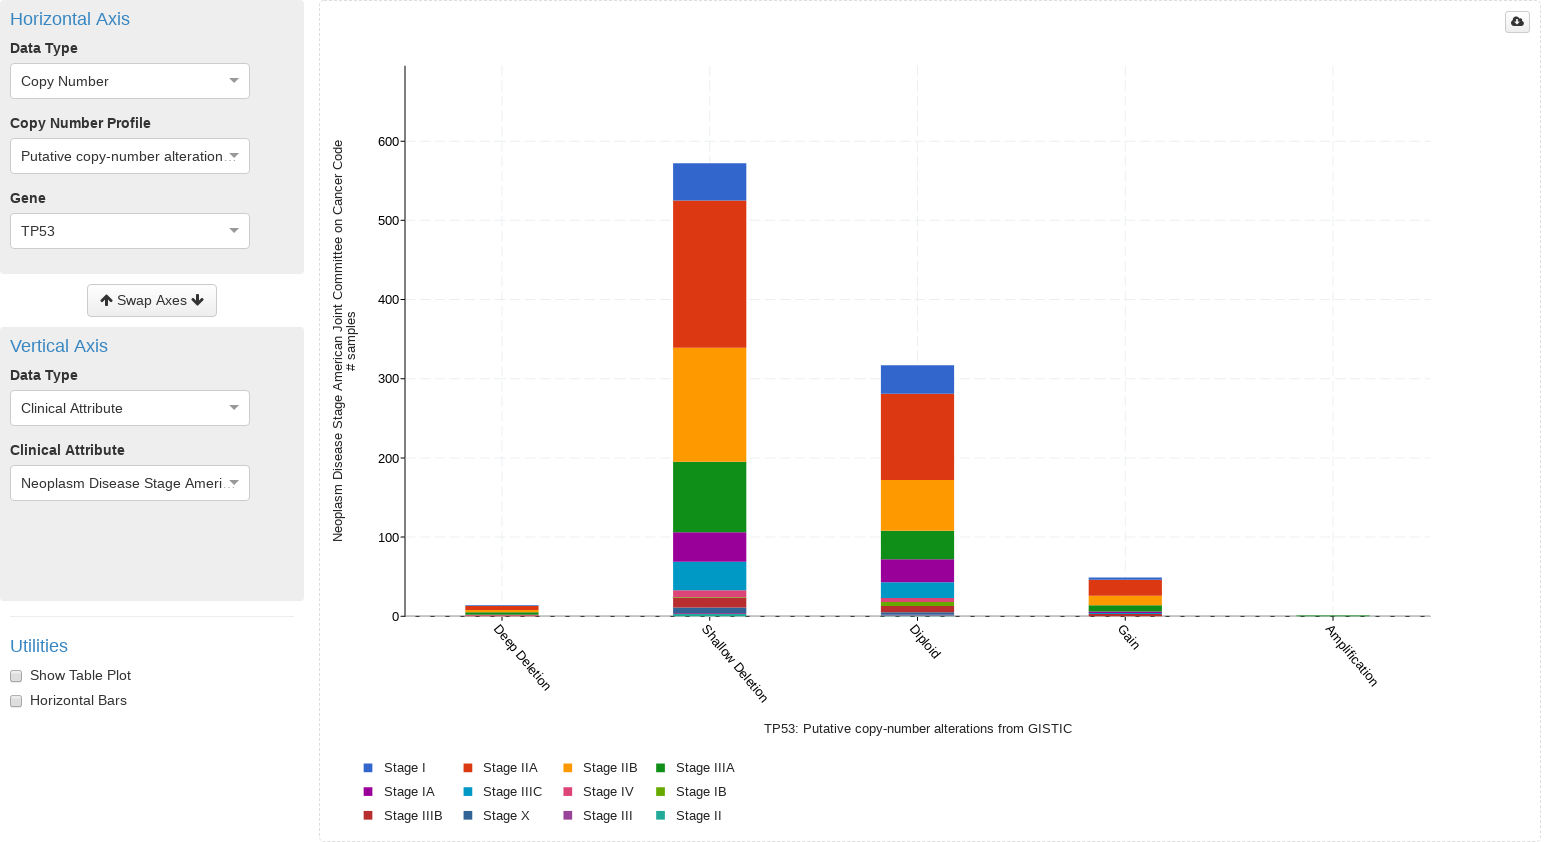 Horizontal Axis
Data Type
Copy Number
Copy Number Profile
Putative copy-number alteration...
Gene
TP53
Swap Axes
Vertical Axis
Data Type
Clinical Attribute
Clinical Attribute
Neoplasm Disease Stage Ameri...
Utilities
Show Table Plot
Horizontal Bars
Neoplasm Disease Stage American Joint Committee on Cancer Code
# samples
600
500
400
300
200
100
0
Deep Deletion
Shallow Deletion
Diploid
Gain
Amplification
TP53: Putative copy-number alterations from GISTIC
Stage I Stage IIA Stage IIB Stage IIIA
Stage IA Stage IIIC Stage IV Stage IB
Stage IIIB Stage X Stage III Stage II